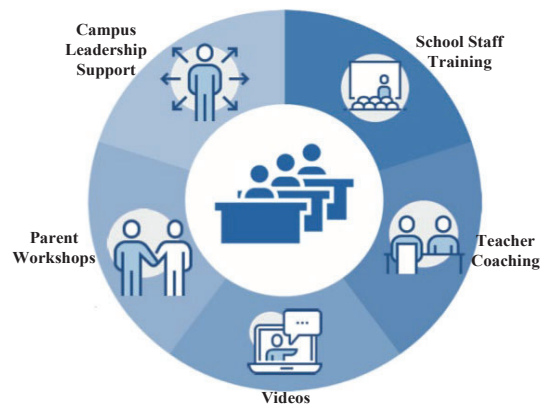 Campus
Leadership
Support
School Staff
Training
Parent
Workshops
Teacher
Coaching
...
Videos